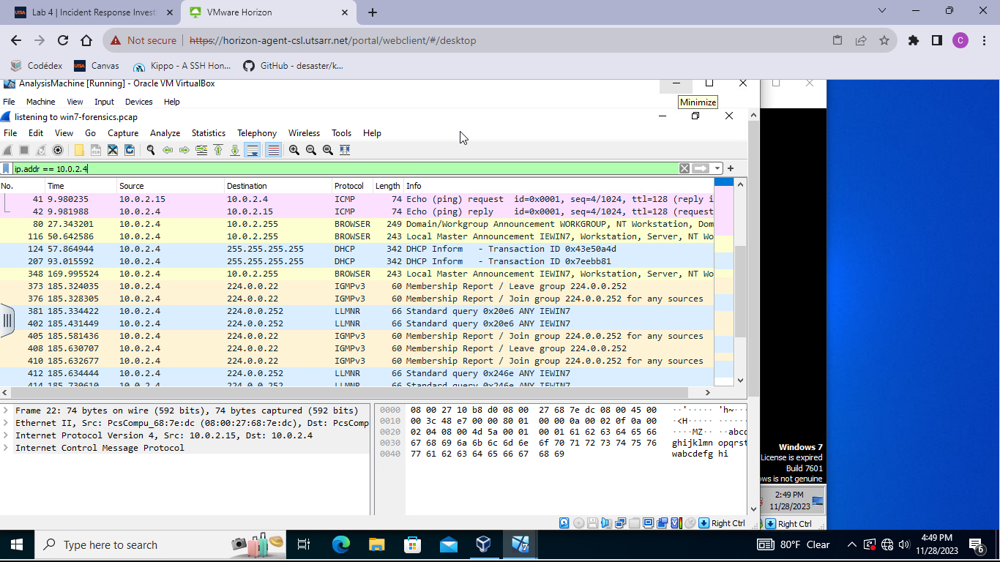 Lab 4 | Incident Response Invest
VMware Horizon
Not secure | https://horizon-agent-csl.utsarr.net/portal/webclient/#/desktop
C
Codédex
Canvas
Kippo - A SSH Hon...
GitHub - desaster/k...
AnalysisMachine [Running] - Oracle VM VirtualBox
File Machine View Input Devices Help
Minimize
listening to win7-forensics.pcap
File Edit View Go Capture Analyze Statistics Telephony Wireless Tools Help
ip.addr == 10.0.2.4
No. Time Source Destination Protocol Length Info
41 9.980235 10.0.2.15 10.0.2.4 ICMP 74 Echo (ping) request id=0x0001, seq=4/1024, ttl=128 (reply i
42 9.981988 10.0.2.4 10.0.2.15 ICMP 74 Echo (ping) reply id=0x0001, seq=4/1024, ttl=128 (request
80 27.343201 10.0.2.4 10.0.2.255 BROWSER 249 Domain/Workgroup Announcement WORKGROUP, NT Workstation, Dom
116 50.642586 10.0.2.4 10.0.2.255 BROWSER 243 Local Master Announcement IEWIN7, Workstation, Server, NT Wo
124 57.864944 10.0.2.4 255.255.255.255 DHCP 342 DHCP Inform - Transaction ID 0x43e50a4d
207 93.015592 10.0.2.4 255.255.255.255 DHCP 342 DHCP Inform - Transaction ID 0x7eebb81
348 169.995524 10.0.2.4 10.0.2.255 BROWSER 243 Local Master Announcement IEWIN7, Workstation, Server, NT Wo
373 185.324035 10.0.2.4 224.0.0.22 IGMPv3 60 Membership Report / Leave group 224.0.0.252
376 185.328305 10.0.2.4 224.0.0.22 IGMPv3 60 Membership Report / Join group 224.0.0.252 for any sources
381 185.334422 10.0.2.4 224.0.0.252 LLMNR 66 Standard query 0x20e6 ANY IEWIN7
402 185.431449 10.0.2.4 224.0.0.252 LLMNR 66 Standard query 0x20e6 ANY IEWIN7
405 185.581436 10.0.2.4 224.0.0.22 IGMPv3 60 Membership Report / Join group 224.0.0.252 for any sources
408 185.630707 10.0.2.4 224.0.0.22 IGMPv3 60 Membership Report / Leave group 224.0.0.252
410 185.632677 10.0.2.4 224.0.0.22 IGMPv3 60 Membership Report / Join group 224.0.0.252 for any sources
412 185.634444 10.0.2.4 224.0.0.252 LLMNR 66 Standard query 0x246e ANY IEWIN7
414 185.730610 10.0.2.4 224.0.0.252 LLMNR 66 Standard query 0x246e ANY IEWIN7
Frame 22: 74 bytes on wire (592 bits), 74 bytes captured (592 bits)
Ethernet II, Src: PcsCompu_68:7e:dc (08:00:27:68:7e:dc), Dst: PcsComp
Internet Protocol Version 4, Src: 10.0.2.15, Dst: 10.0.2.4
Internet Control Message Protocol
0000 08 00 27 10 b8 d0 08 00 27 68 7e dc 08 00 45 00 ··'····· 'h~
0010 00 3c 48 e7 00 00 80 01 00 00 0a 00 02 0f 0a 00 ·<H····· ······
0020 02 04 08 00 4d 5a 00 01 00 01 61 62 63 64 65 66 ····MZ·· ··abcd
0030 67 68 69 6a 6b 6c 6d 6e 6f 70 71 72 73 74 75 76 ghijklmn opqrst
0040 77 61 62 63 64 65 66 67 68 69 wabcdefg hi
Windows 7
License is expired
Build 7601
ows is not genuine
2:49 PM
11/28/2023
Right Ctrl
Right Ctrl
Type here to search
80°F Clear
4:49 PM
11/28/2023
6